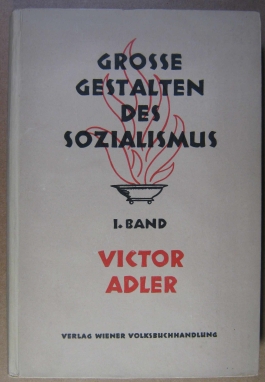 GROSSE
GESTALTEN
DES
SOZIALISMUS
I. BAND
VICTOR
ADLER
VERLAG WIENER VOLKSBUCHHANDLUNG